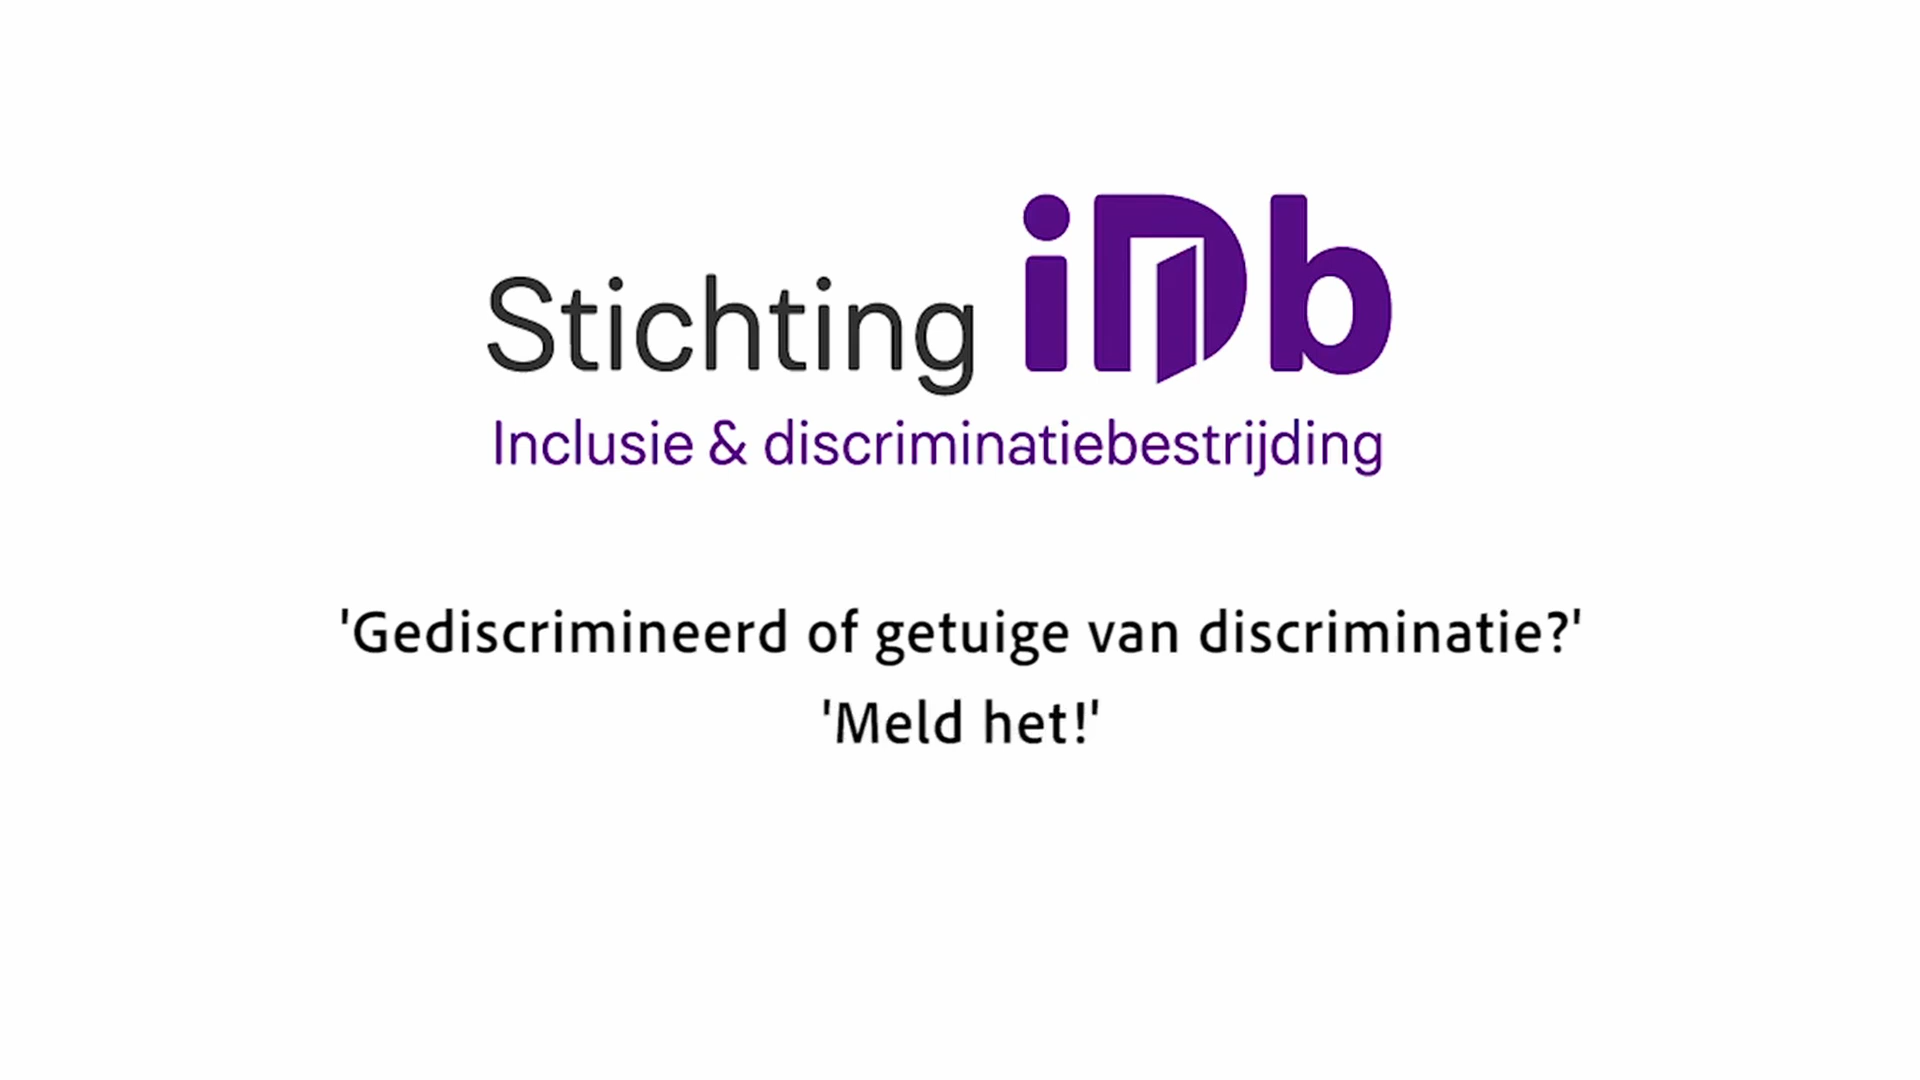 Stichting iDb
Inclusie & discriminatiebestrijding
'Gediscrimineerd of getuige van discriminatie?'
'Meld het!'